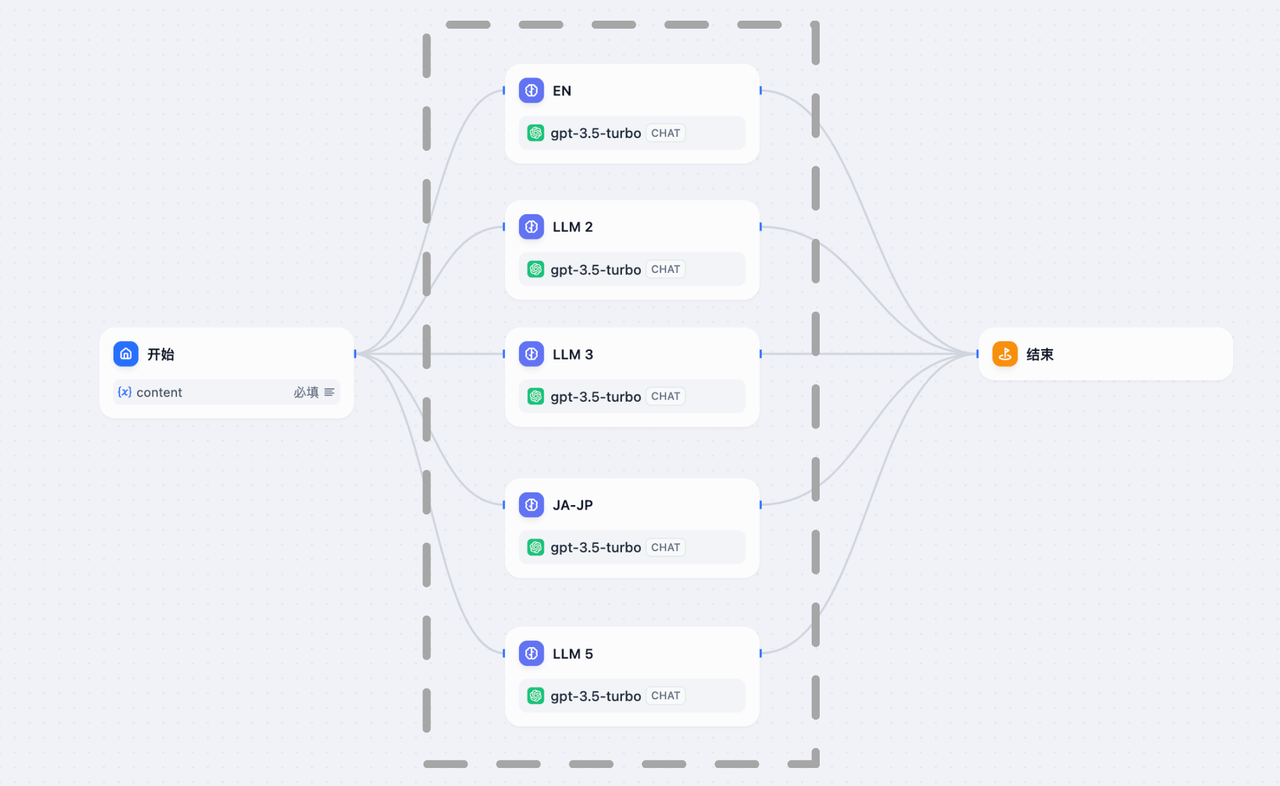 EN
gpt-3.5-turbo CHAT
LLM 2
gpt-3.5-turbo CHAT
开始
{x} content 必填
LLM 3
gpt-3.5-turbo CHAT
结束
JA-JP
gpt-3.5-turbo CHAT
LLM 5
gpt-3.5-turbo CHAT